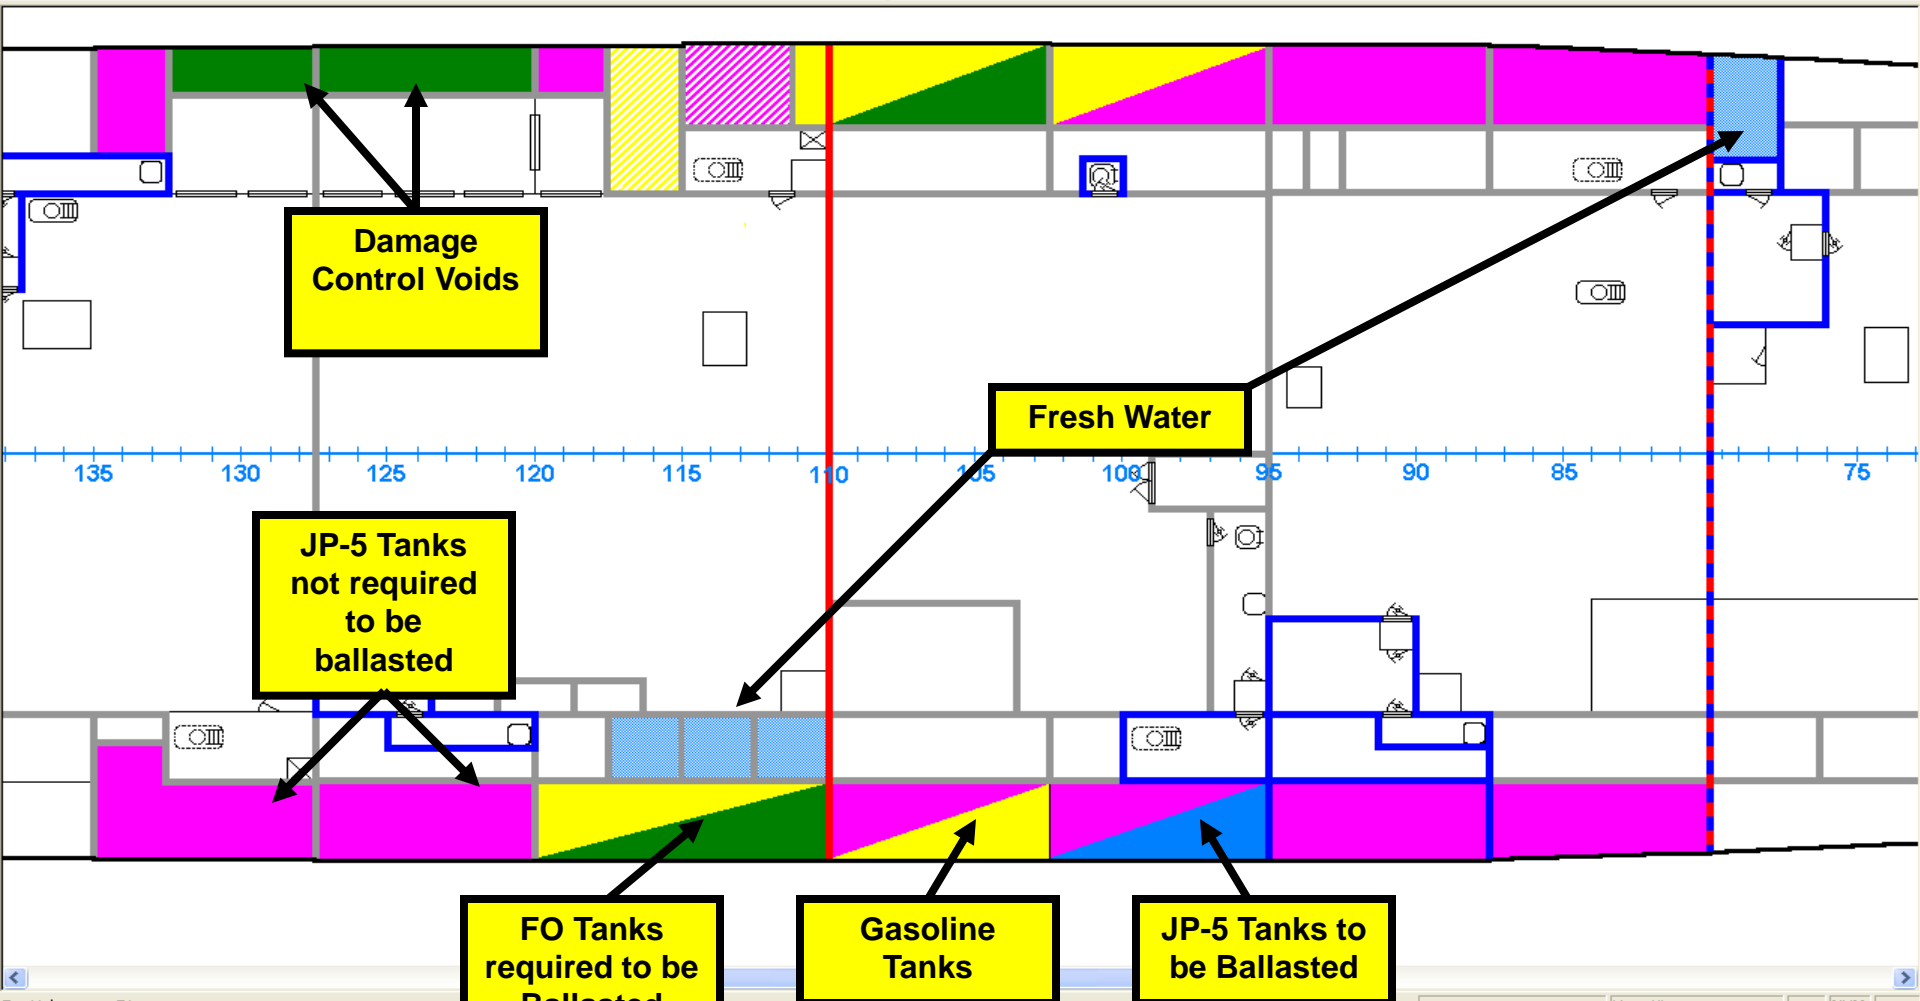 Damage
Control Voids
Fresh Water
135 130 125 120 115 110 105 100 95 90 85 75
JP-5 Tanks
not required
to be
ballasted
FO Tanks
required to be
Ballasted
Gasoline
Tanks
JP-5 Tanks to
be Ballasted